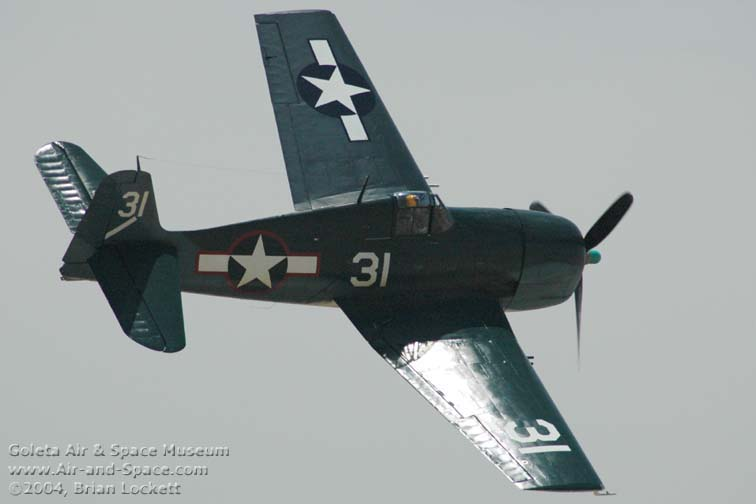 31
31
31
Goleta Air & Space Museum
www.Air-and-Space.com
©2004, Brian Lockett